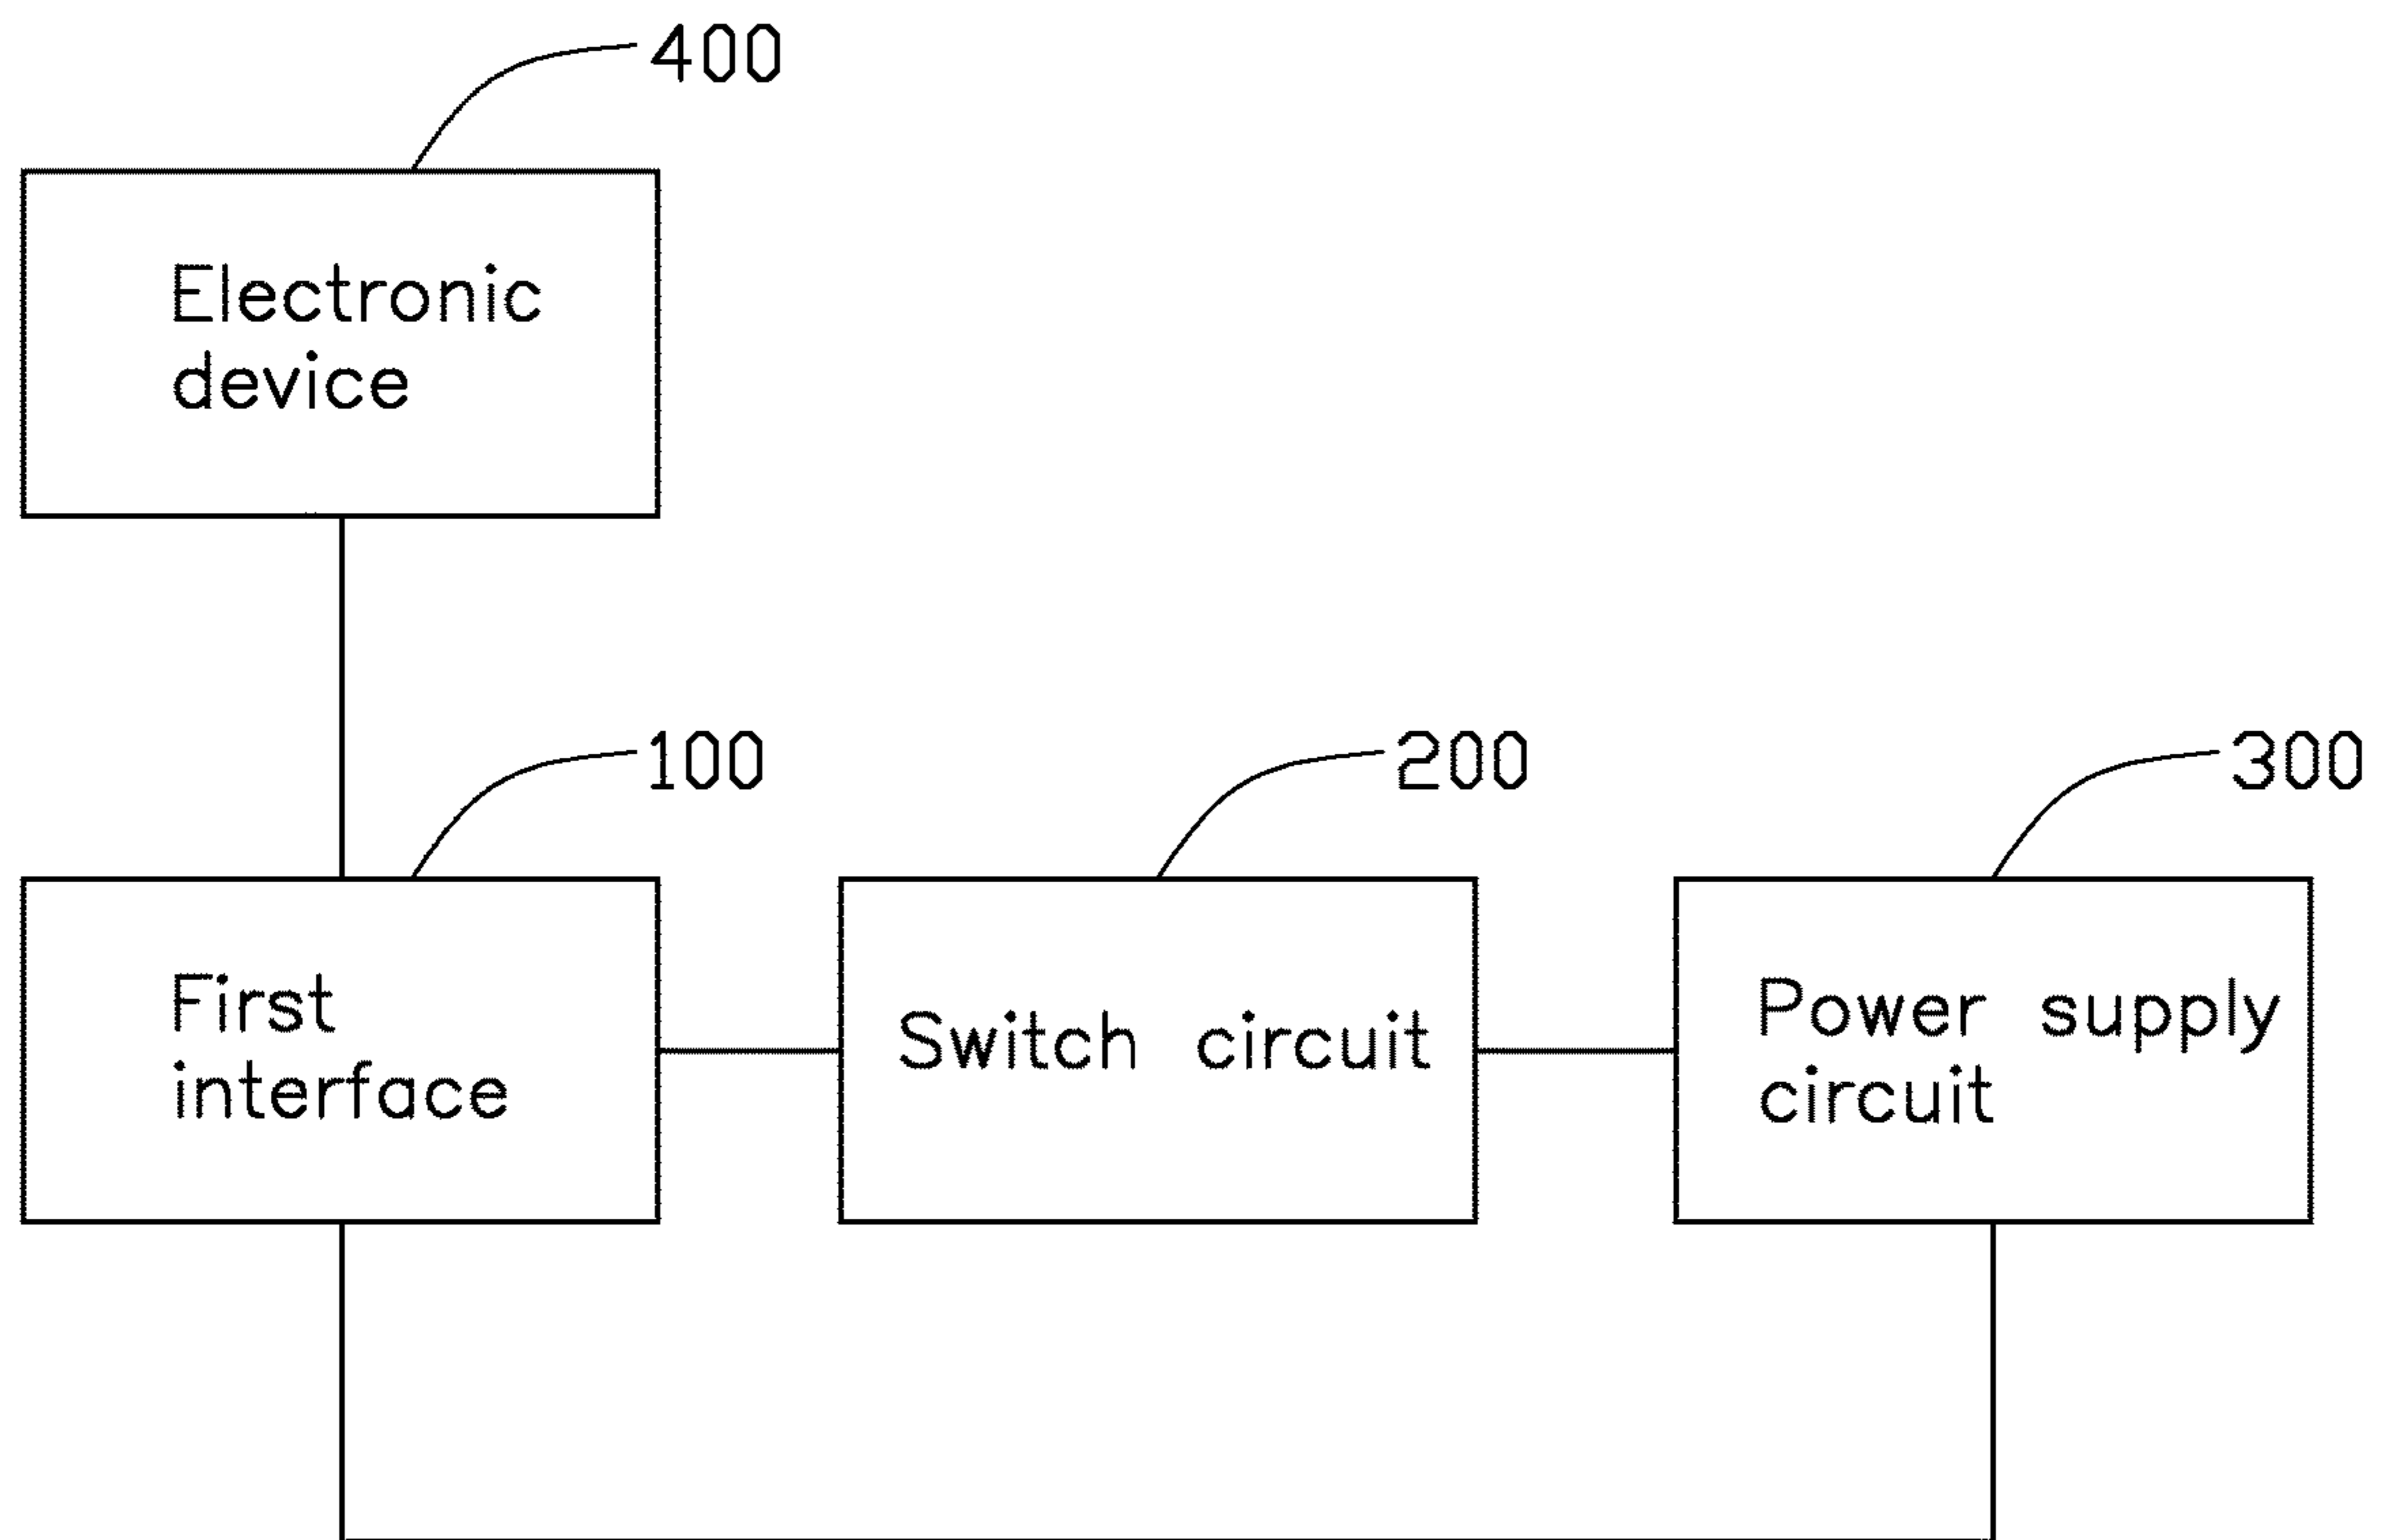 400
Electronic
device
100
200
300
First
interface
Switch circuit
Power supply
circuit